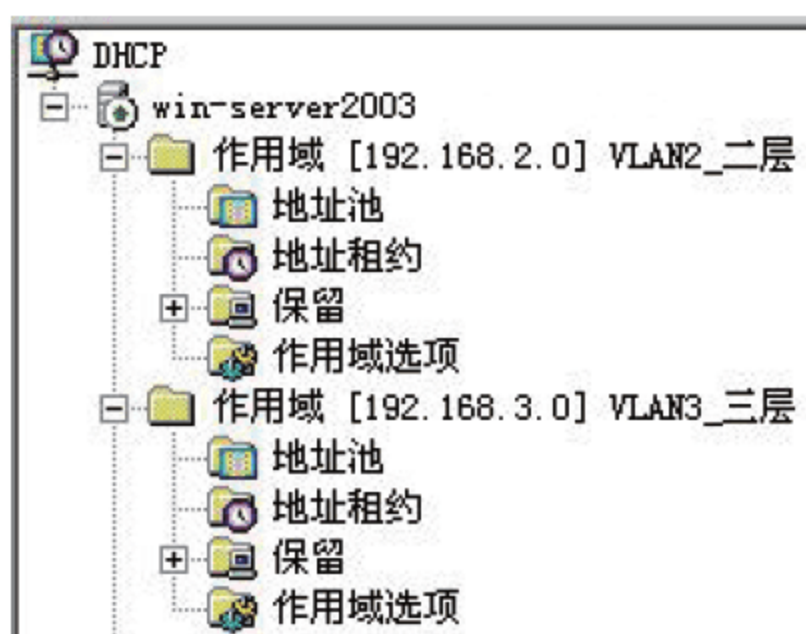 DHCP
win-server2003
作用域 [192.168.2.0] VLAN2_二层
地址池
地址租约
保留
作用域选项
作用域 [192.168.3.0] VLAN3_三层
地址池
地址租约
保留
作用域选项